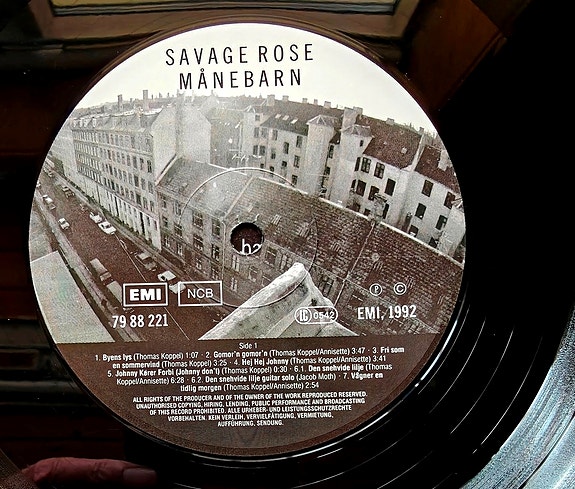 SAVAGE ROSE
MÅNEBARN
ba
EMI NCB
79 88 221
℗ ©
LC 0542 EMI, 1992
Side 1
1. Byens lys (Thomas Koppel) 1:07 · 2. Gomor'n gomor'n (Thomas Koppel/Annisette) 3:47 · 3. Fri som
en sommervind (Thomas Koppel) 3:25 · 4. Hej Hej Johnny (Thomas Koppel/Annisette) 3:41
5. Johnny Kører Forbi (Johnny don't) (Thomas Koppel) 0:30 · 6.1. Den snehvide lilje (Thomas
Koppel/Annisette) 6:28 · 6.2. Den snehvide lilje guitar solo (Jacob Moth) · 7. Vågner en
tidlig morgen (Thomas Koppel/Annisette) 2:54
ALL RIGHTS OF THE PRODUCER AND OF THE OWNER OF THE WORK REPRODUCED RESERVED.
UNAUTHORISED COPYING, HIRING, LENDING, PUBLIC PERFORMANCE AND BROADCASTING
OF THIS RECORD PROHIBITED. ALLE URHEBER- UND LEISTUNGSSCHUTZRECHTE
VORBEHALTEN. KEIN VERLEIH, VERVIELFÄTIGUNG, VERMIETUNG,
AUFFÜHRUNG, SENDUNG.